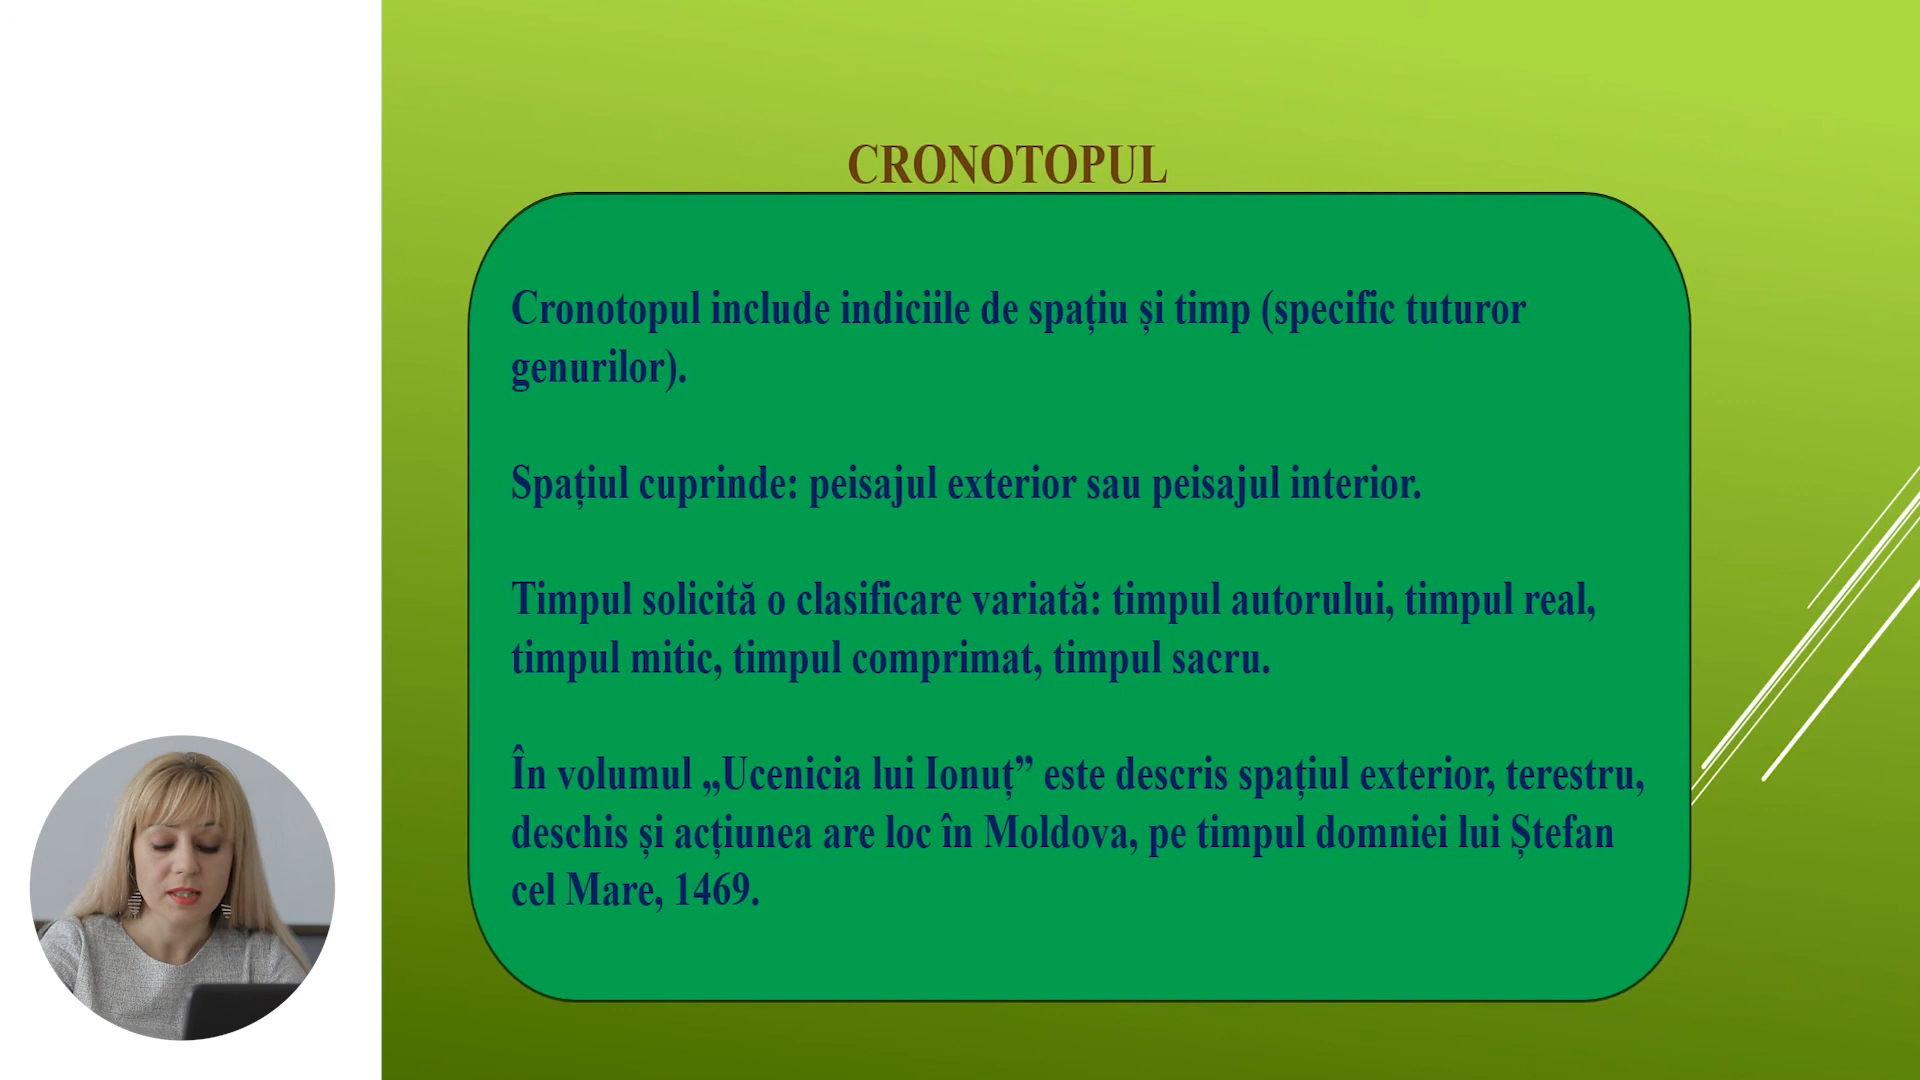 CRONOTOPUL
Cronotopul include indiciile de spațiu și timp (specific tuturor
genurilor).
Spațiul cuprinde: peisajul exterior sau peisajul interior.
Timpul solicită o clasificare variată: timpul autorului, timpul real,
timpul mitic, timpul comprimat, timpul sacru.
În volumul „Ucenicia lui Ionuț” este descris spațiul exterior, terestru,
deschis și acțiunea are loc în Moldova, pe timpul domniei lui Ștefan
cel Mare, 1469.